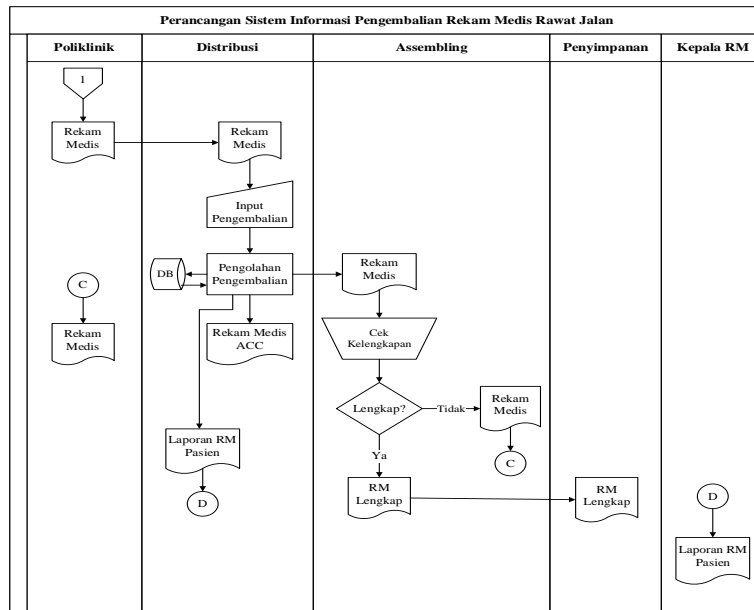 Perancangan Sistem Informasi Pengembalian Rekam Medis Rawat Jalan
Poliklinik
Distribusi
Assembling
Penyimpanan
Kepala RM
1
Rekam
Medis
Rekam
Medis
Input
Pengembalian
DB
Pengolahan
Pengembalian
Rekam
Medis
C
Rekam
Medis
Rekam Medis
ACC
Cek
Kelengkapan
Lengkap?
Tidak
Rekam
Medis
C
Ya
Laporan RM
Pasien
D
RM
Lengkap
RM
Lengkap
D
Laporan RM
Pasien